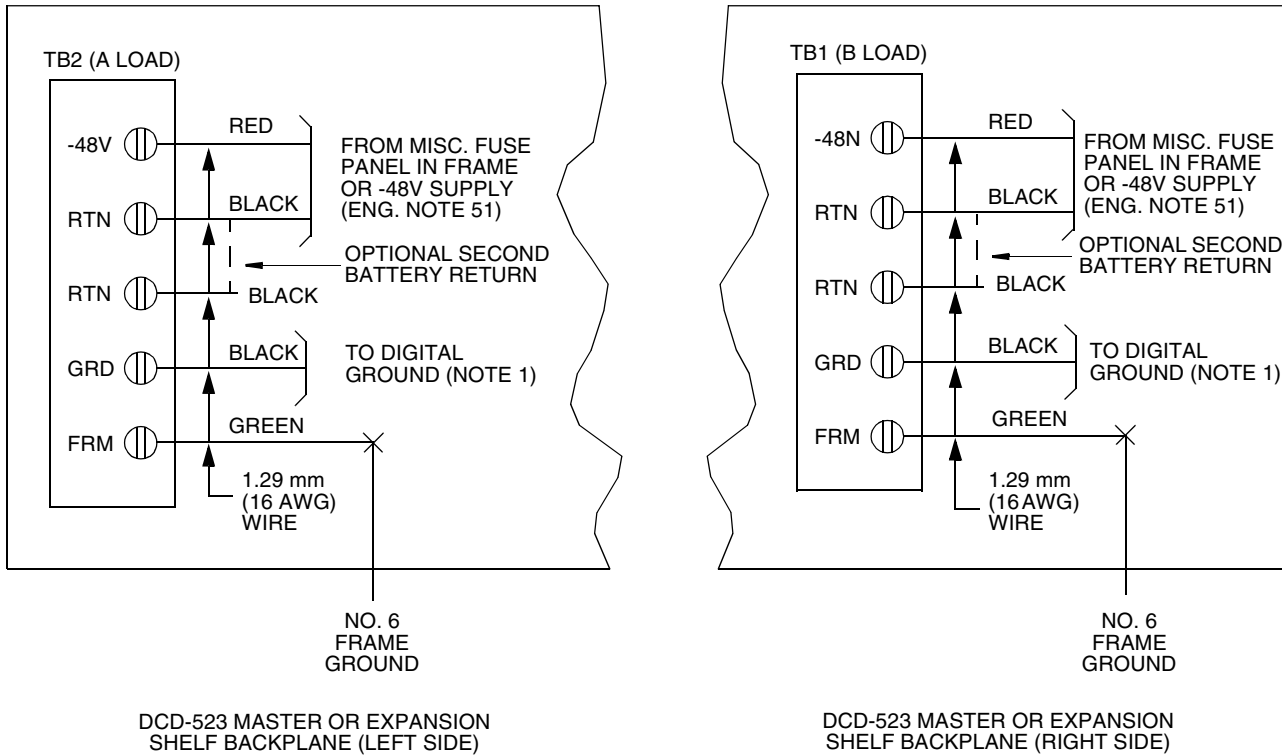 TB2 (A LOAD)
-48V
RED
FROM MISC. FUSE
PANEL IN FRAME
OR -48V SUPPLY
(ENG. NOTE 51)
RTN
BLACK
OPTIONAL SECOND
BATTERY RETURN
RTN
BLACK
GRD
BLACK
TO DIGITAL
GROUND (NOTE 1)
FRM
GREEN
1.29 mm
(16 AWG)
WIRE
NO. 6
FRAME
GROUND
DCD-523 MASTER OR EXPANSION
SHELF BACKPLANE (LEFT SIDE)
TB1 (B LOAD)
-48N
RED
FROM MISC. FUSE
PANEL IN FRAME
OR -48V SUPPLY
(ENG. NOTE 51)
RTN
BLACK
OPTIONAL SECOND
BATTERY RETURN
RTN
BLACK
GRD
BLACK
TO DIGITAL
GROUND (NOTE 1)
FRM
GREEN
1.29 mm
(16 AWG)
WIRE
NO. 6
FRAME
GROUND
DCD-523 MASTER OR EXPANSION
SHELF BACKPLANE (RIGHT SIDE)